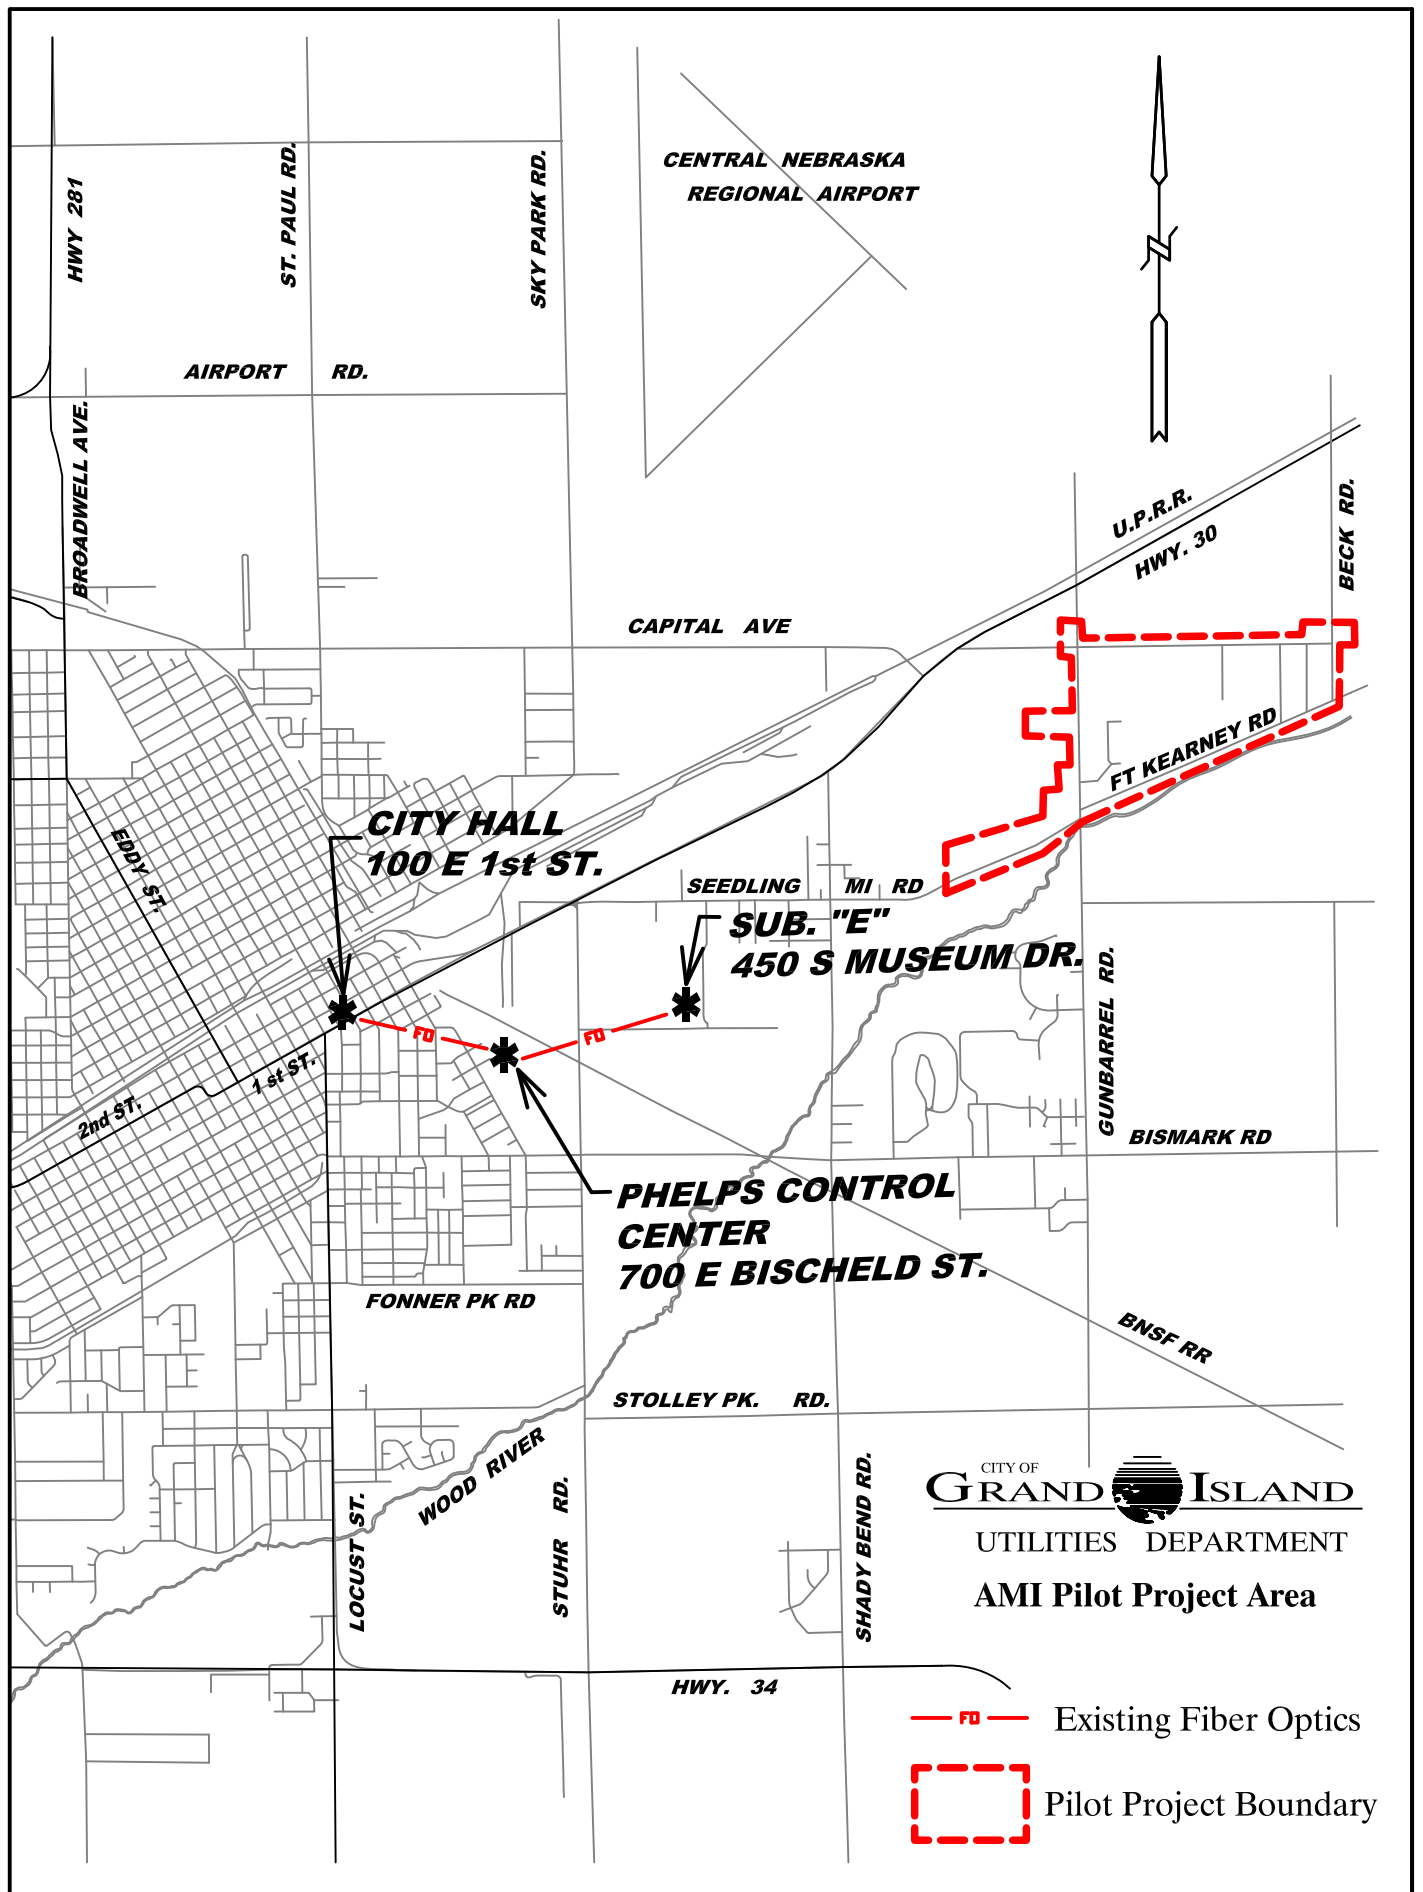 CENTRAL NEBRASKA
REGIONAL AIRPORT
HWY 281
ST. PAUL RD.
SKY PARK RD.
AIRPORT RD.
BROADWELL AVE.
U.P.R.R.
HWY. 30
BECK RD.
CAPITAL AVE
FT KEARNEY RD
EDDY ST.
CITY HALL
100 E 1st ST.
SEEDLING MI RD
SUB. "E"
450 S MUSEUM DR.
GUNBARREL RD.
FO
FO
1 st ST.
2nd ST.
BISMARK RD
PHELPS CONTROL
CENTER
700 E BISCHELD ST.
FONNER PK RD
BNSF RR
STOLLEY PK. RD.
WOOD RIVER
LOCUST ST.
STUHR RD.
SHADY BEND RD.
CITY OF
GRAND ISLAND
UTILITIES DEPARTMENT
AMI Pilot Project Area
HWY. 34
FO Existing Fiber Optics
Pilot Project Boundary